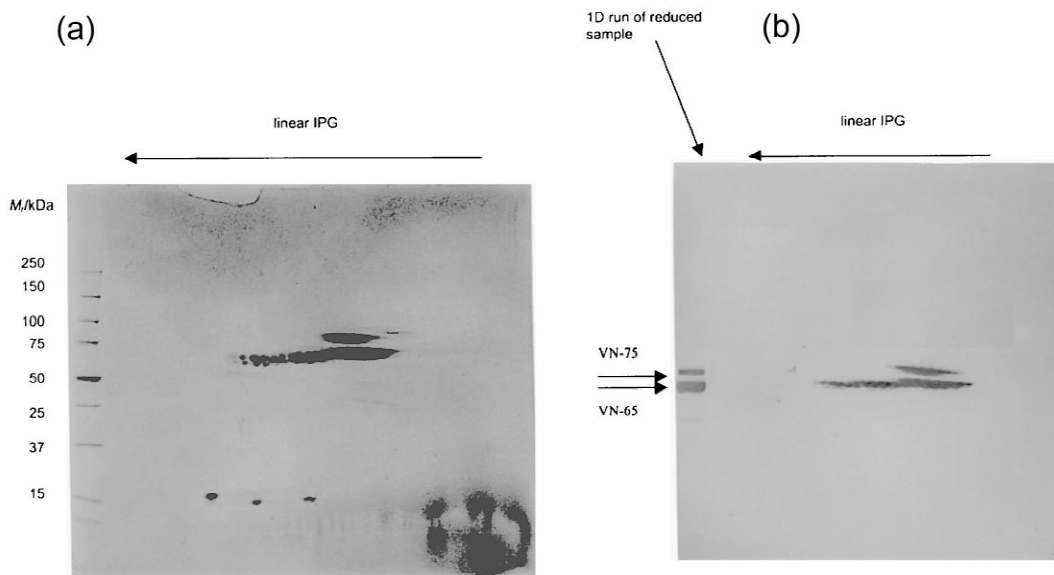 (a)
linear IPG
Mr/kDa
250
150
100
75
50
25
37
15
1D run of reduced
sample
(b)
linear IPG
VN-75
VN-65